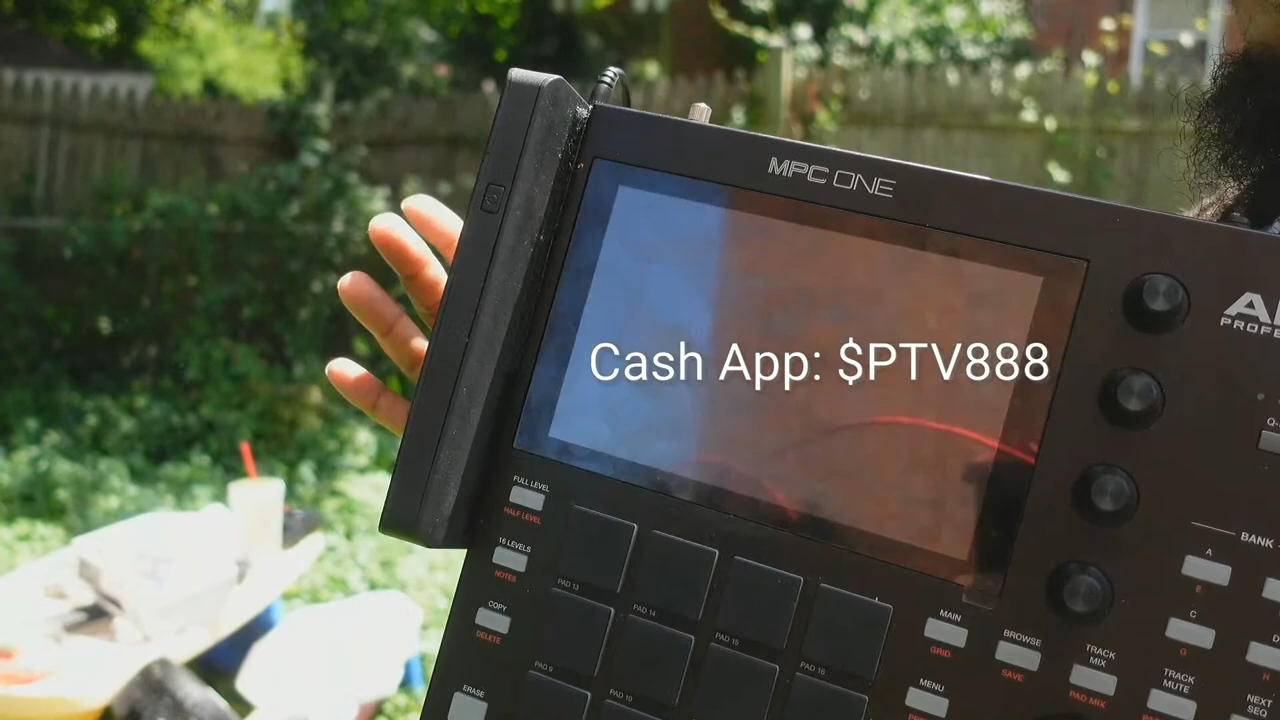 MPC ONE
Cash App: $PTV888
FULL LEVEL
HALF LEVEL
16 LEVELS
NOTES
COPY
DELETE
ERASE
PAD 13
PAD 14
PAD 15
PAD 16
PAD 9
PAD 10
MAIN
GRID
BROWSE
SAVE
TRACK
MIX
PAD MIX
MENU
TRACK
MUTE
NEXT
SEQ
BANK
A
E
C
G
D
H